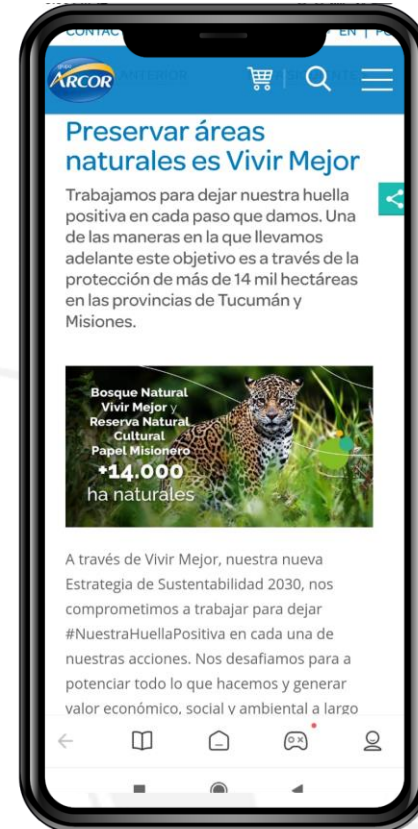 CONTAC
EN | PO
ARCOR
Preservar áreas
naturales es Vivir Mejor
Trabajamos para dejar nuestra huella
positiva en cada paso que damos. Una
de las maneras en la que llevamos
adelante este objetivo es a través de la
protección de más de 14 mil hectáreas
en las provincias de Tucumán y
Misiones.
Bosque Natural
Vivir Mejor y
Reserva Natural
Cultural
Papel Misionero
+14.000
ha naturales
A través de Vivir Mejor, nuestra nueva
Estrategia de Sustentabilidad 2030, nos
comprometimos a trabajar para dejar
#NuestraHuellaPositiva en cada una de
nuestras acciones. Nos desafiamos para a
potenciar todo lo que hacemos y generar
valor económico, social y ambiental a largo